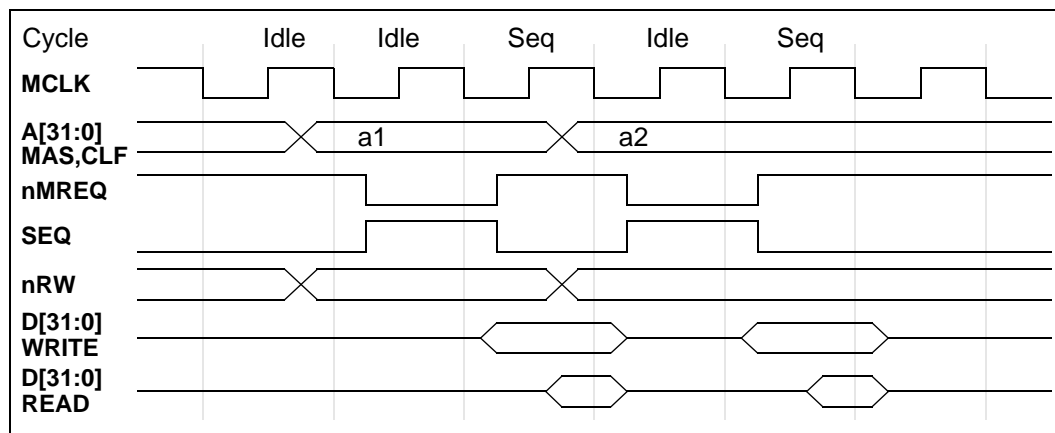 Cycle Idle Idle Seq Idle Seq
MCLK
A[31:0]
MAS,CLF
a1 a2
nMREQ
SEQ
nRW
D[31:0]
WRITE
D[31:0]
READ